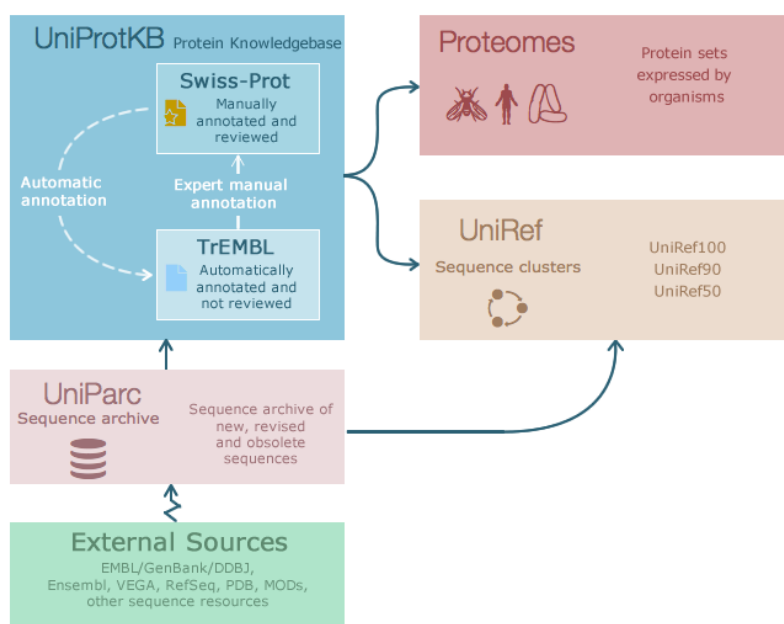 UniProtKB Protein Knowledgebase
Swiss-Prot
Manually
annotated and
reviewed
Automatic
annotation
Expert manual
annotation
TrEMBL
Automatically
annotated and
not reviewed
Proteomes
Protein sets
expressed by
organisms
UniRef
Sequence clusters
UniRef100
UniRef90
UniRef50
UniParc
Sequence archive
Sequence archive of
new, revised
and obsolete
sequences
External Sources
EMBL/GenBank/DDBJ,
Ensembl, VEGA, RefSeq, PDB, MODs,
other sequence resources